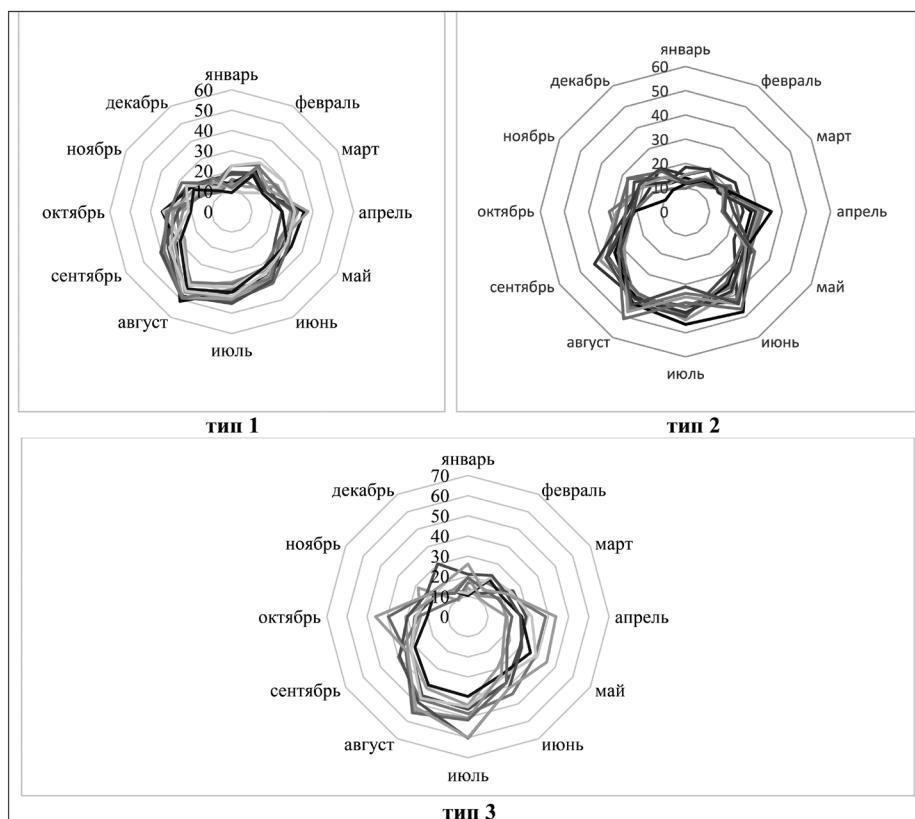 январь
60
декабрь
февраль
50
40
ноябрь
март
30
20
10
октябрь
0
апрель
сентябрь
май
август
июнь
июль
тип 1
январь
60
декабрь
февраль
50
40
ноябрь
март
30
20
10
октябрь
0
апрель
сентябрь
май
август
июнь
июль
тип 2
январь
70
декабрь
февраль
60
50
ноябрь
март
40
30
20
10
октябрь
0
апрель
сентябрь
май
август
июнь
июль
тип 3